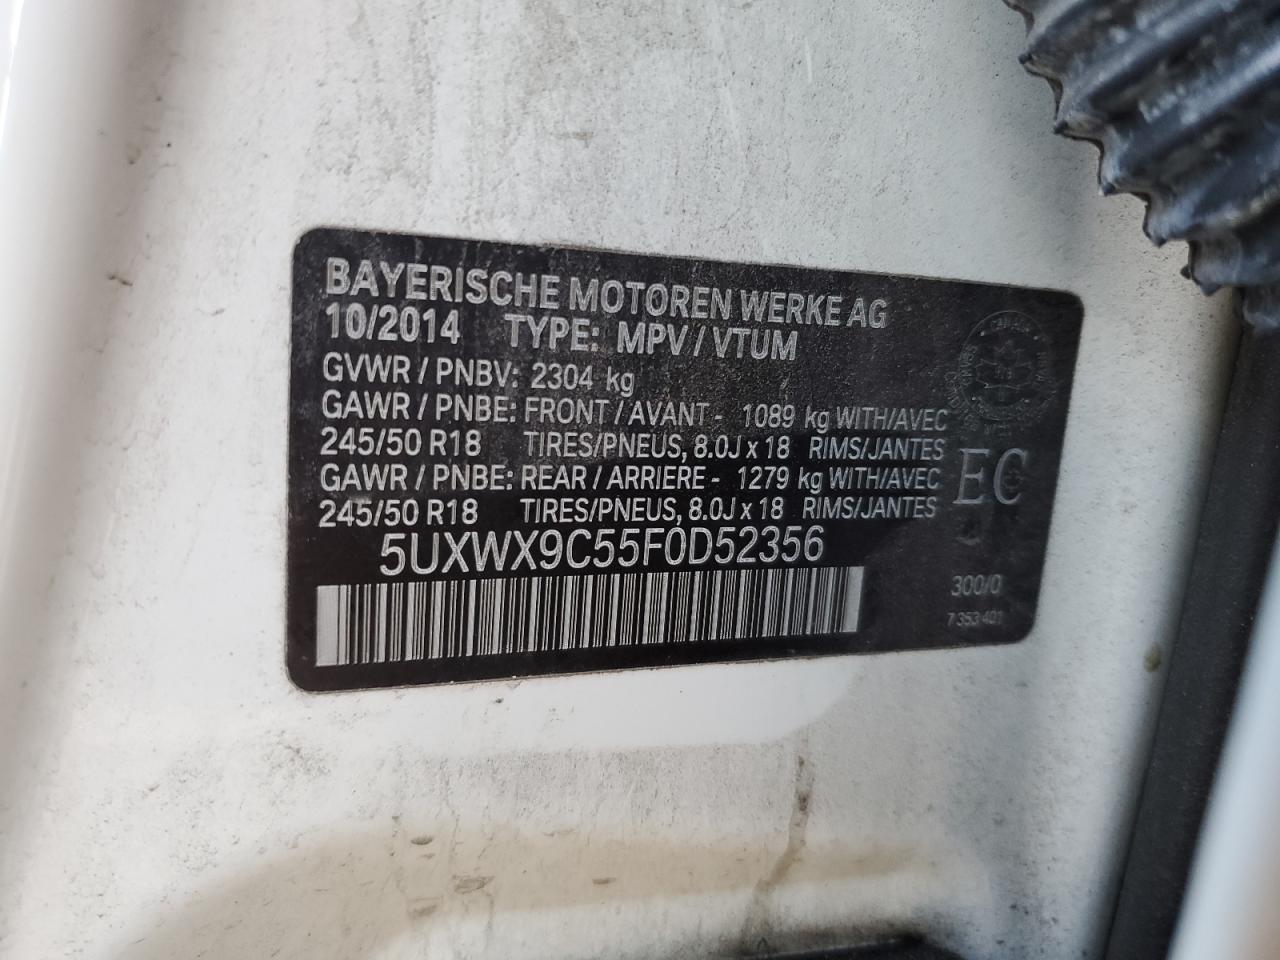 BAYERISCHE MOTOREN WERKE AG
10/2014 TYPE: MPV / VTUM
GVWR / PNBV: 2304 kg
GAWR / PNBE: FRONT / AVANT - 1089 kg WITH/AVEC
245/50 R18 TIRES/PNEUS, 8.0J x 18 RIMS/JANTES
GAWR / PNBE: REAR / ARRIERE - 1279 kg WITH/AVEC
245/50 R18 TIRES/PNEUS, 8.0J x 18 RIMS/JANTES
5UXWX9C55F0D52356
CANADA
EC
300/0
7 353 401